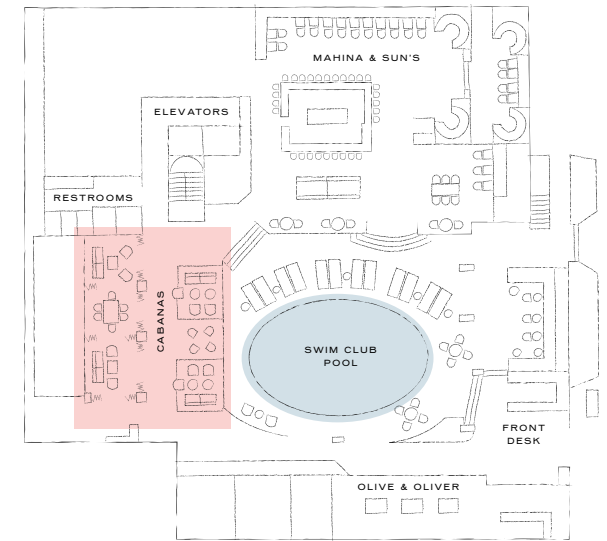 MAHINA & SUN'S
ELEVATORS
RESTROOMS
CABANAS
SWIM CLUB
POOL
FRONT
DESK
OLIVE & OLIVER